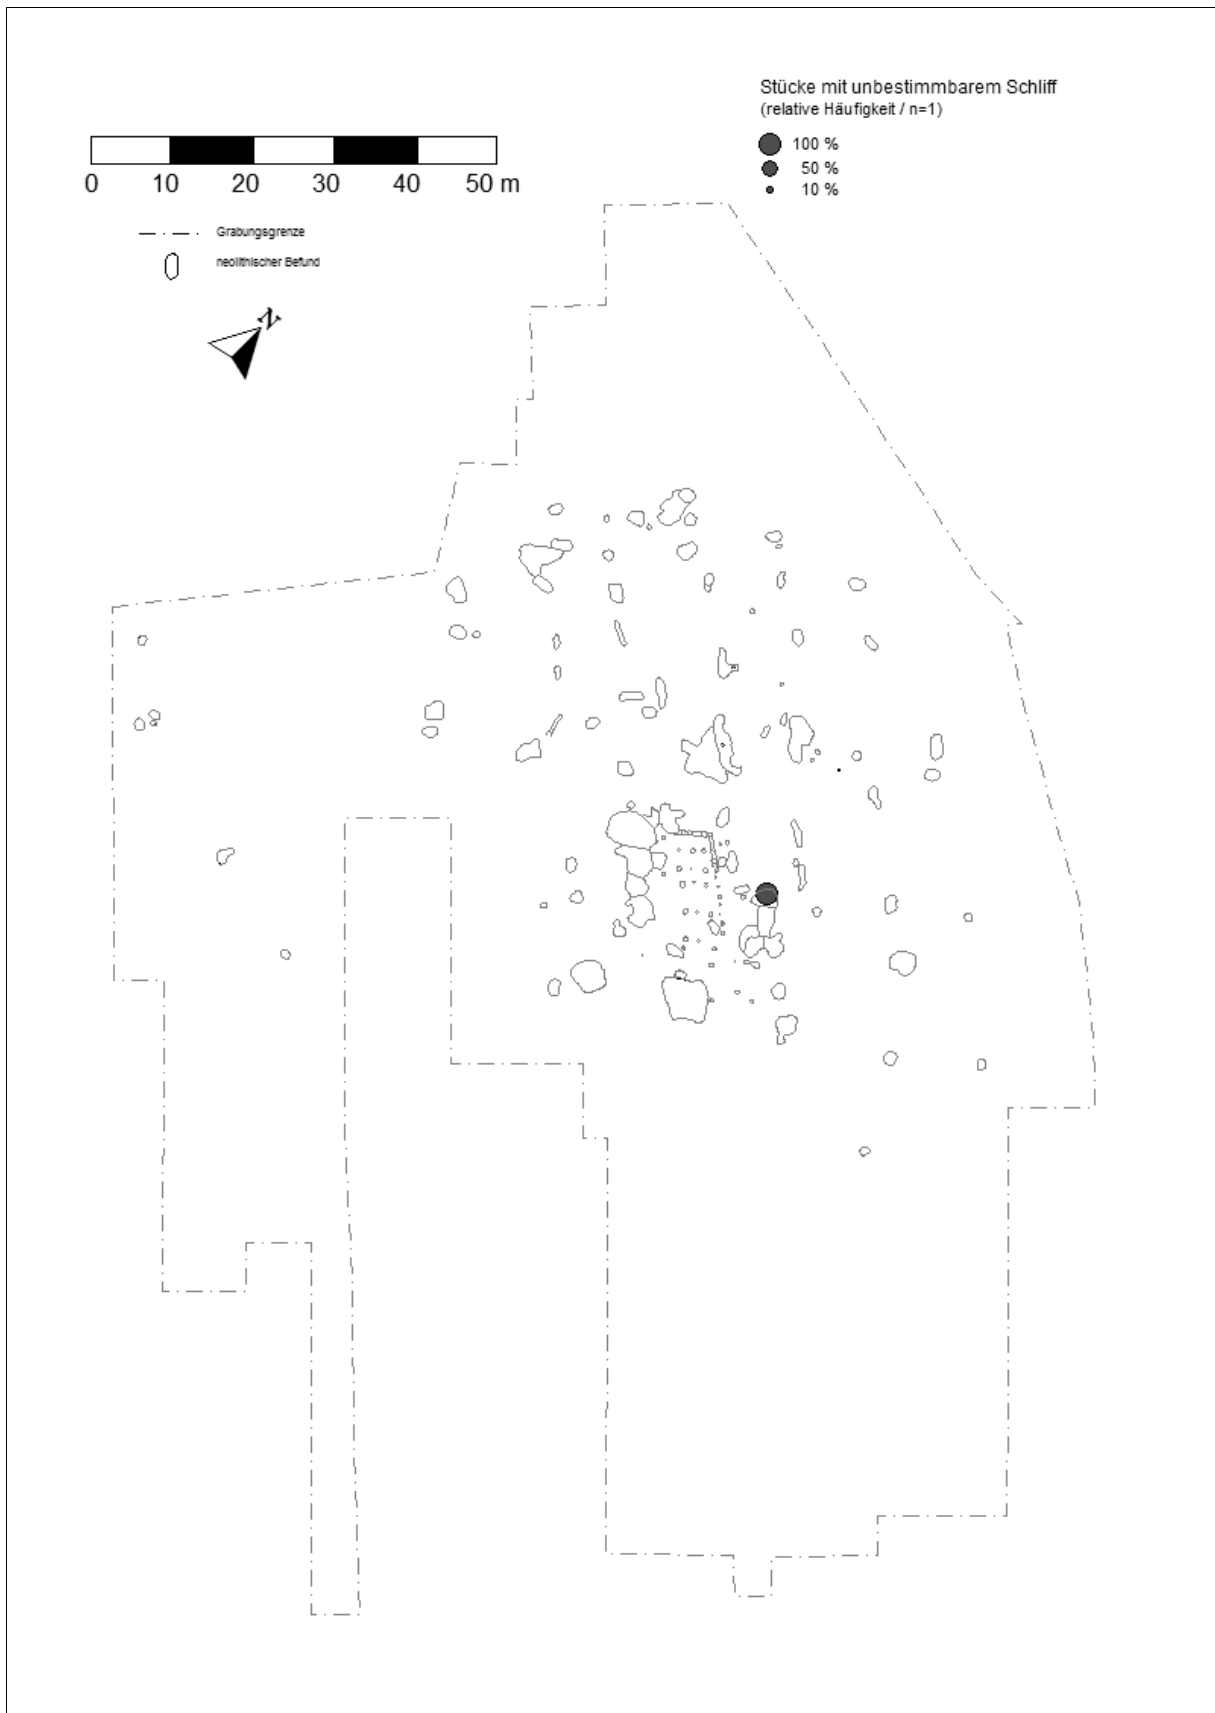 Stücke mit unbestimmbarem Schliff
(relative Häufigkeit / n=1)
100 %
50 %
10 %
0 10 20 30 40 50 m
Grabungsgrenze
neolithischer Befund
N